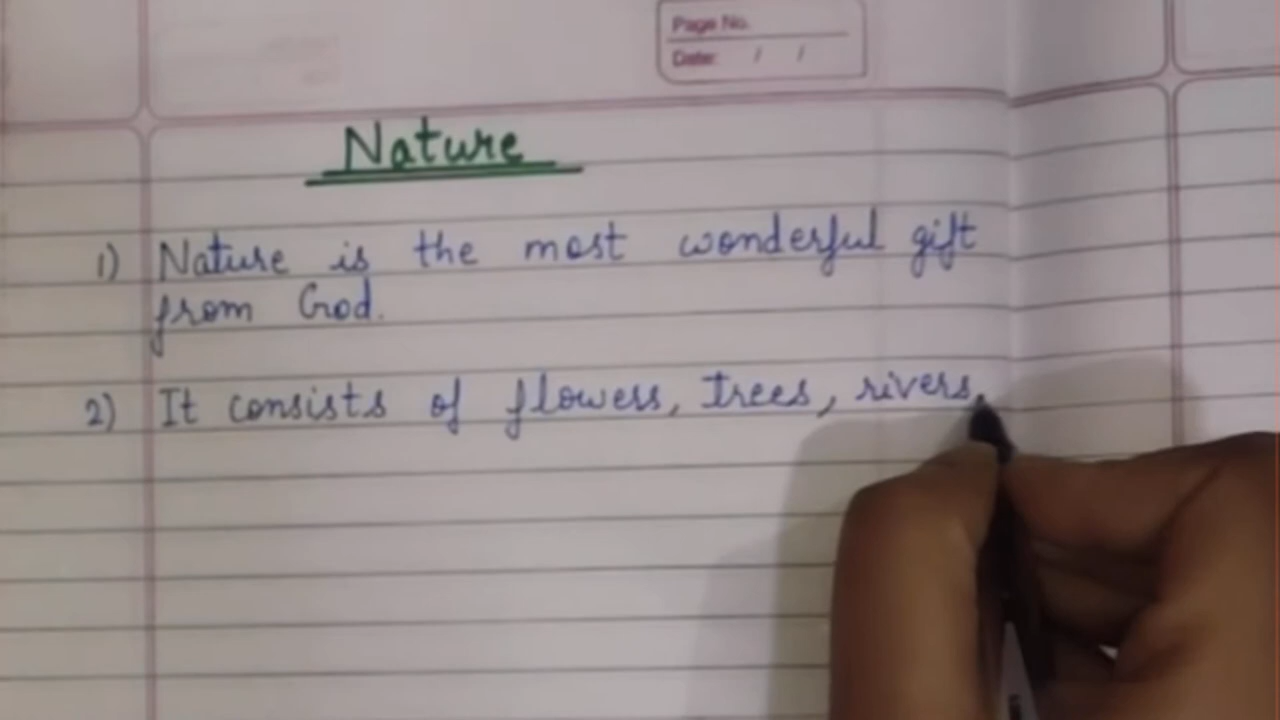 Page No.
Date: / /
Nature
1) Nature is the most wonderful gift
from God.
2) It consists of flowers, trees, rivers,